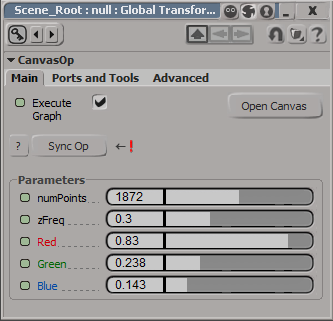 Scene_Root : null : Global Transfor...
CanvasOp
Main Ports and Tools Advanced
Execute Graph Open Canvas
? Sync Op ←!
Parameters
numPoints 1872
zFreq 0.3
Red 0.83
Green 0.238
Blue 0.143